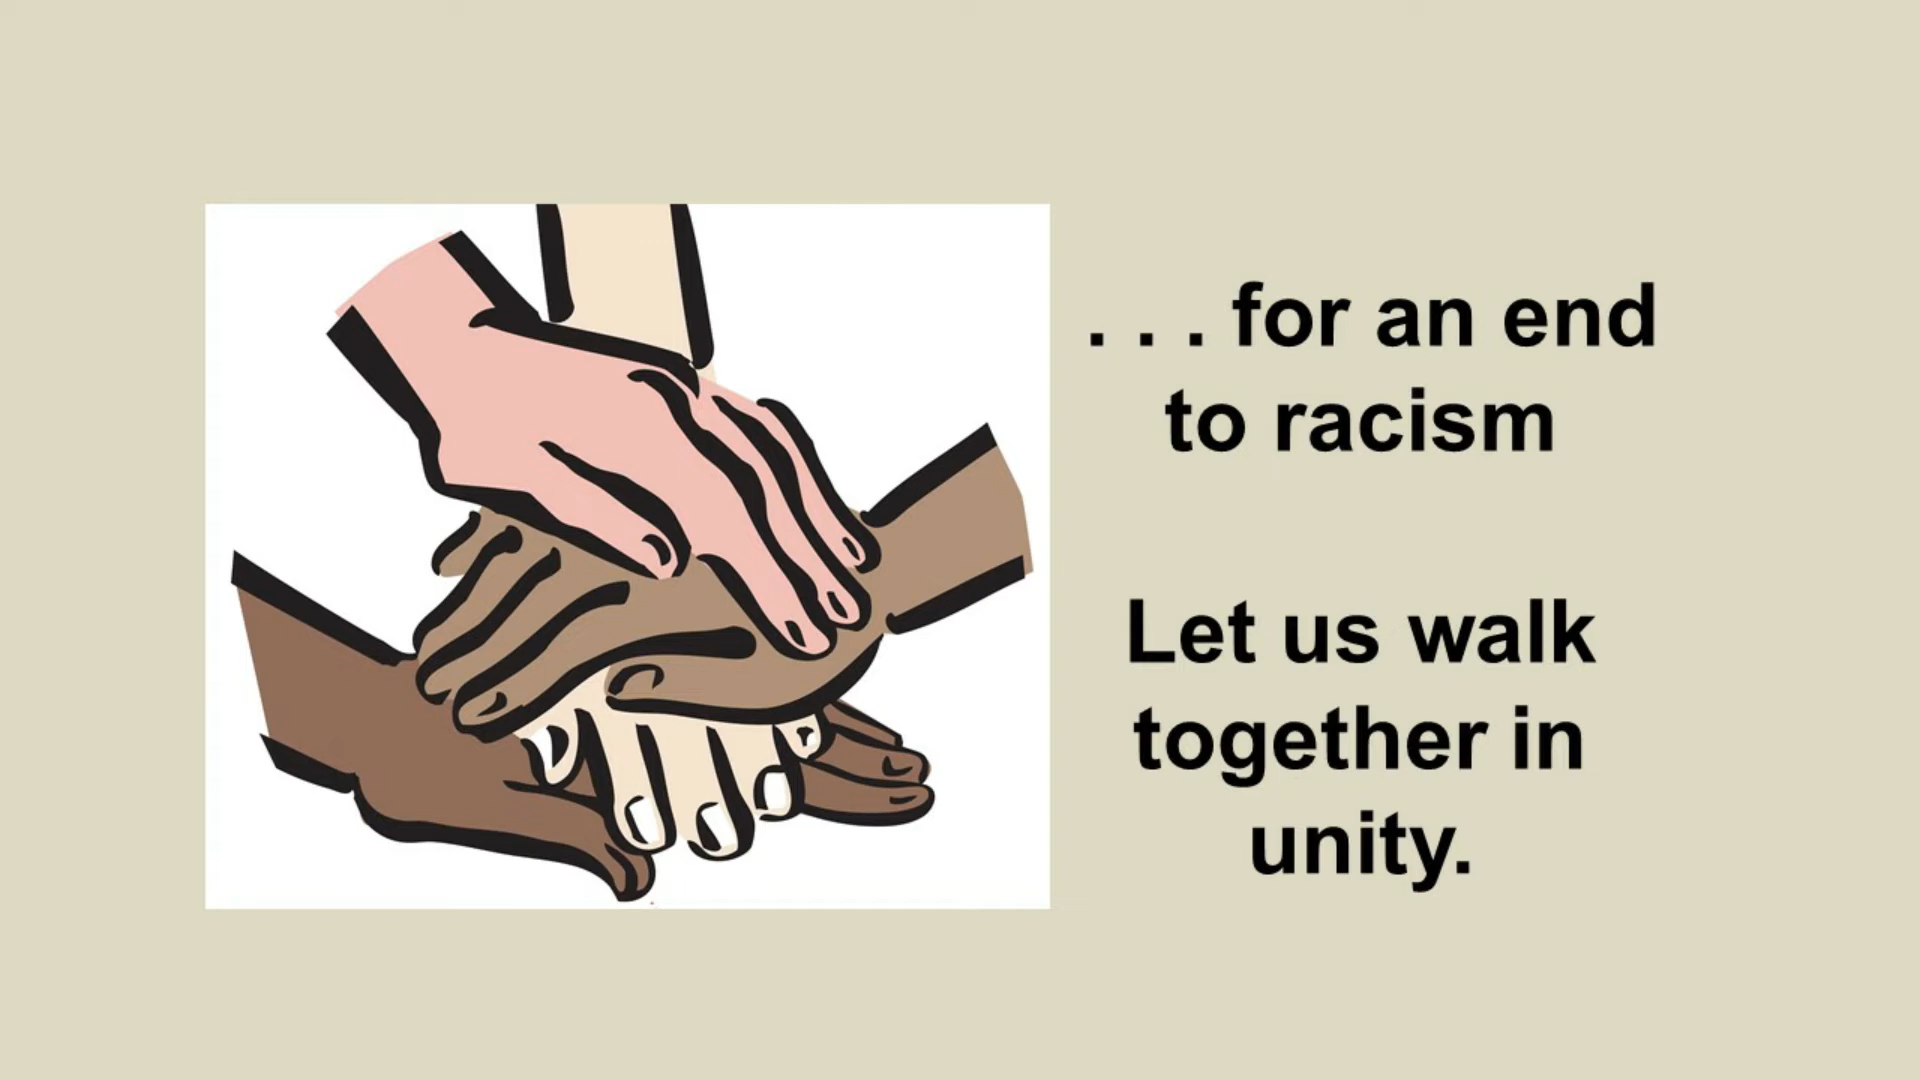 . . . for an end
to racism
Let us walk
together in
unity.